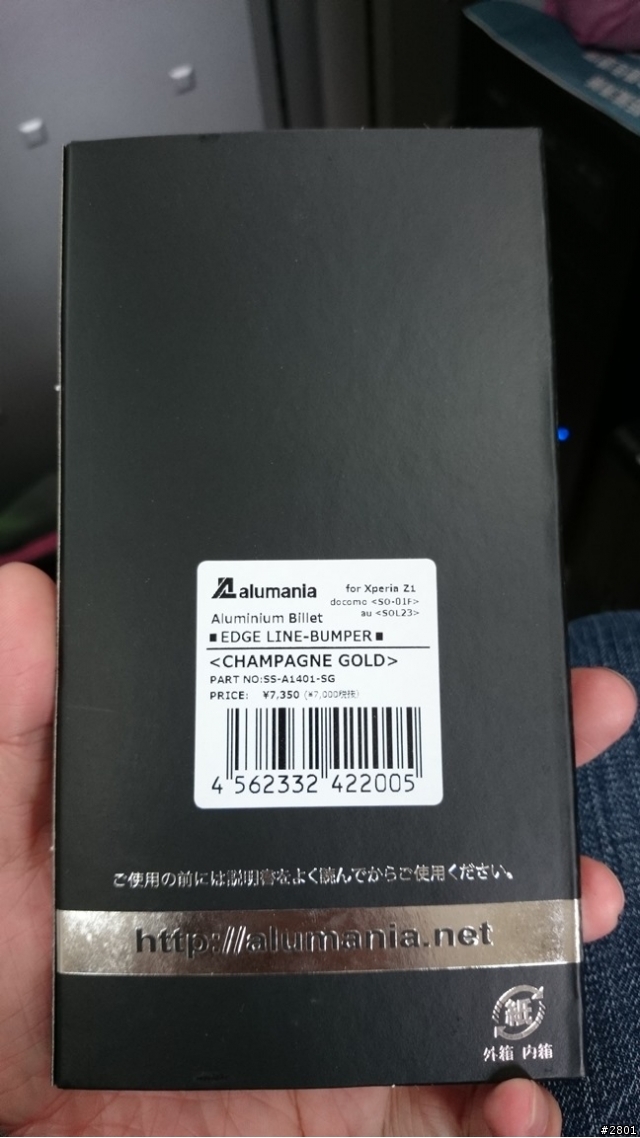 alumania
for Xperia Z1
docomo <SO-01F>
au <SOL23>
Aluminium Billet
■EDGE LINE-BUMPER■
<CHAMPAGNE GOLD>
PART NO:SS-A1401-SG
PRICE: ¥7,350 (¥7,000税抜)
4 562332 422005
ご使用の前には説明書をよく読んでからご使用ください。
http://alumania.net
紙
外箱 内箱
#2801